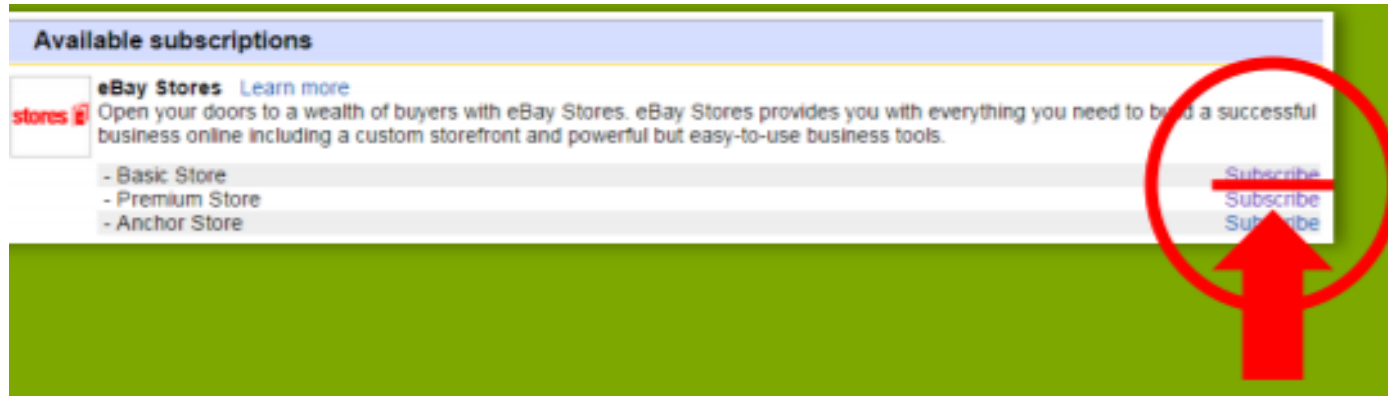 Available subscriptions
eBay Stores Learn more
stores
Open your doors to a wealth of buyers with eBay Stores. eBay Stores provides you with everything you need to build a successful
business online including a custom storefront and powerful but easy-to-use business tools.
- Basic Store Subscribe
- Premium Store Subscribe
- Anchor Store Subscribe